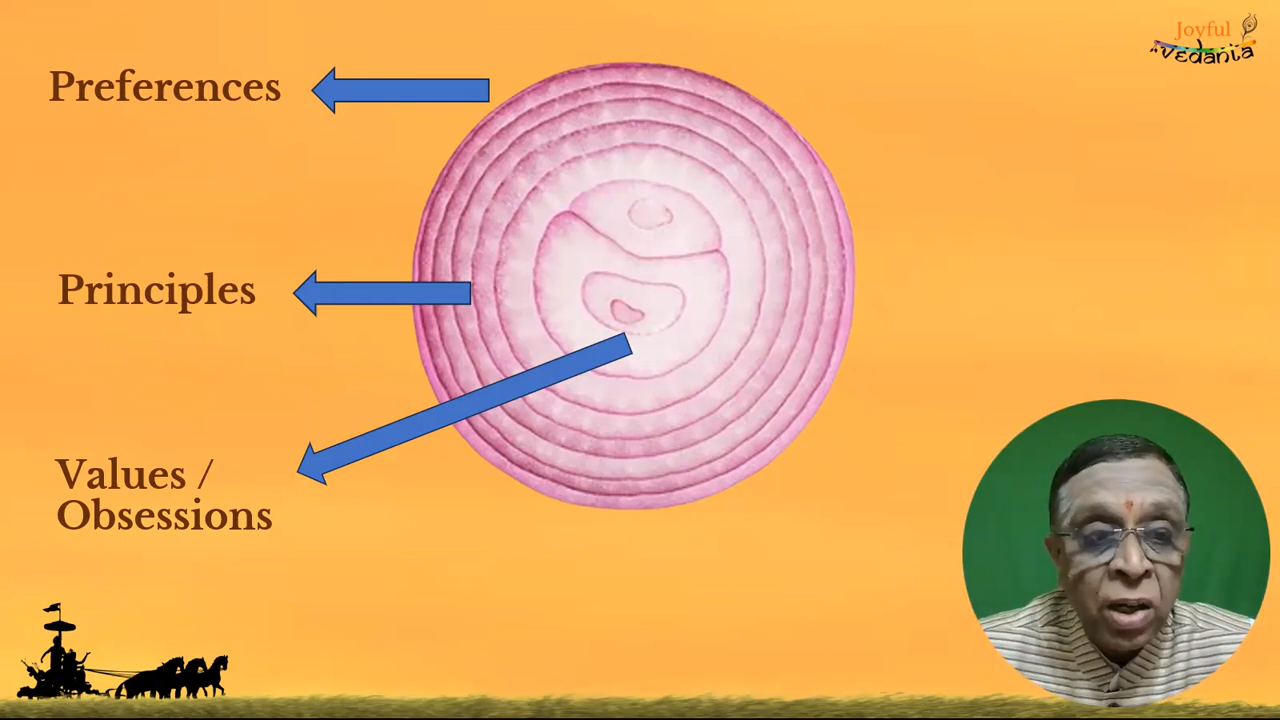 Joyful
Vedanta
Preferences
Principles
Values /
Obsessions